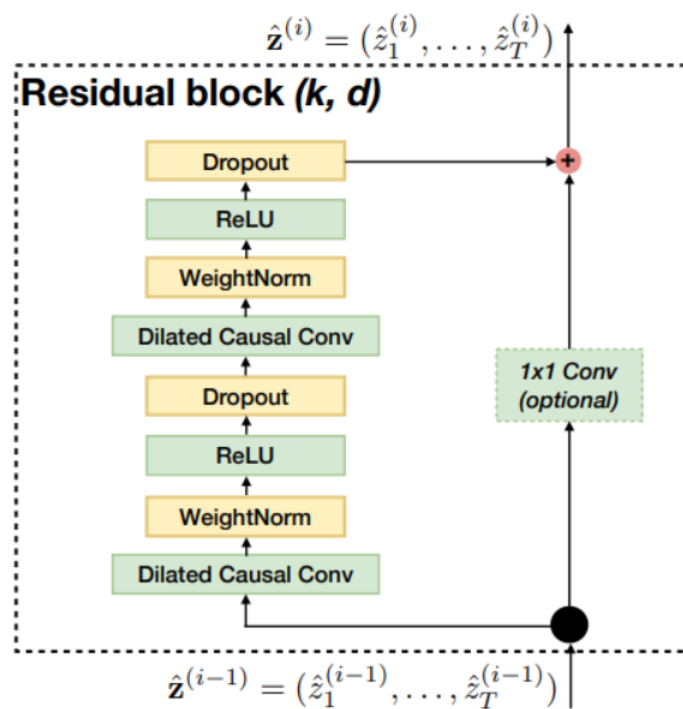 ẑ^(i) = (ẑ_1^(i), . . . , ẑ_T^(i))
Residual block (k, d)
Dropout
+
ReLU
WeightNorm
Dilated Causal Conv
1x1 Conv
(optional)
Dropout
ReLU
WeightNorm
Dilated Causal Conv
ẑ^(i−1) = (ẑ_1^(i−1), . . . , ẑ_T^(i−1))